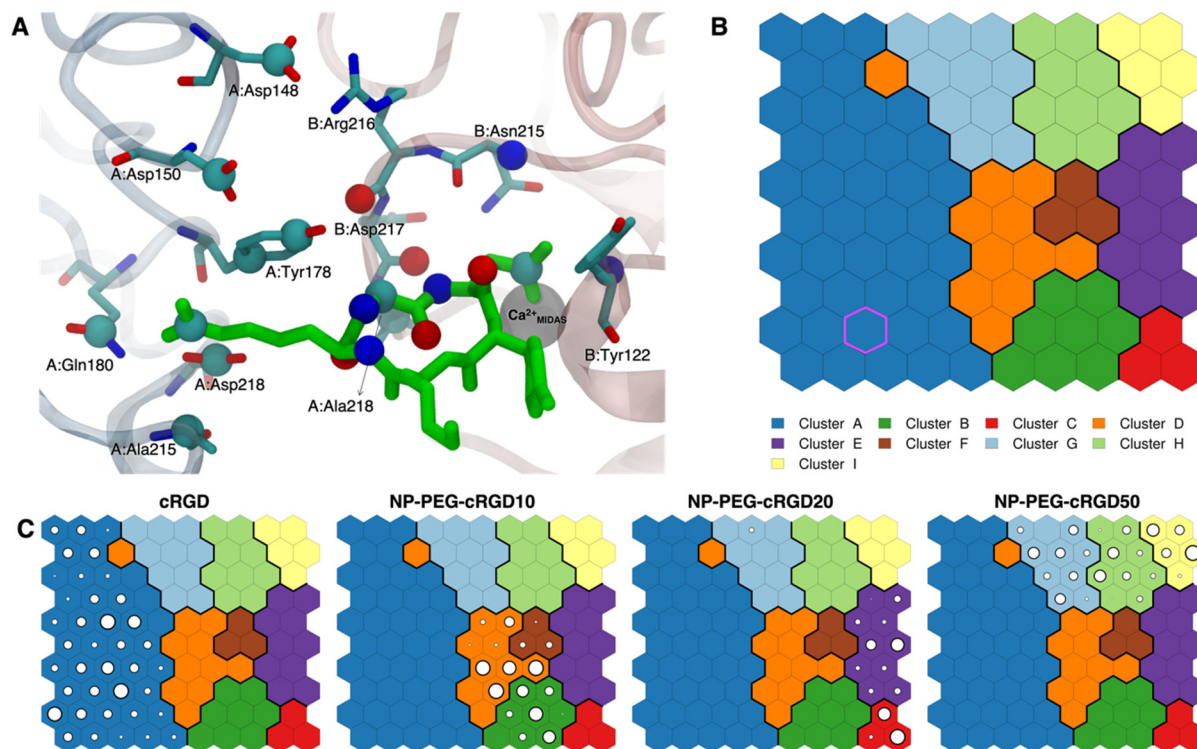 A
A:Asp148
B:Arg216
B:Asn215
A:Asp150
B:Asp217
A:Tyr178
Ca2+MIDAS
A:Gln180
B:Tyr122
A:Asp218
A:Ala218
A:Ala215
B
Cluster A
Cluster B
Cluster C
Cluster D
Cluster E
Cluster F
Cluster G
Cluster H
Cluster I
C
cRGD
NP-PEG-cRGD10
NP-PEG-cRGD20
NP-PEG-cRGD50